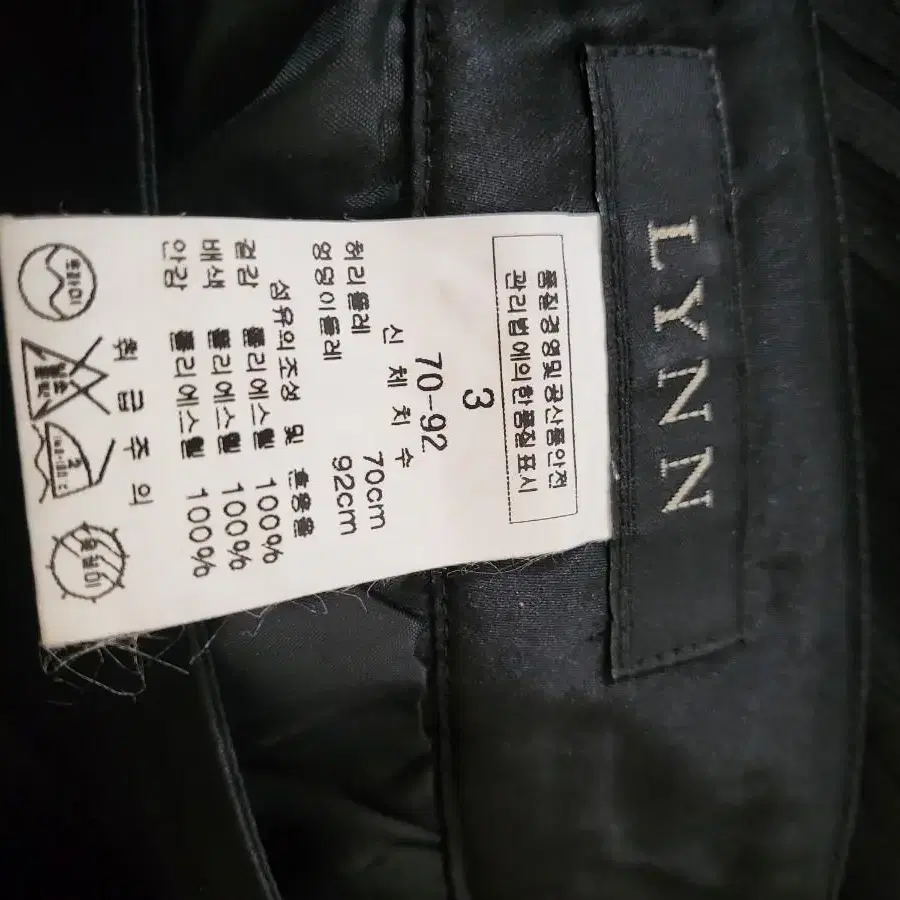 LYNN
품질경영및공산품안전
관리법에의한품질표시
3
70-92
신 체 치 수
허리둘레 70cm
엉덩이둘레 92cm
섬유의조성 및 혼용율
겉감 폴리에스텔 100%
배색 폴리에스텔 100%
안감 폴리에스텔 100%
취 급 주 의
드라이